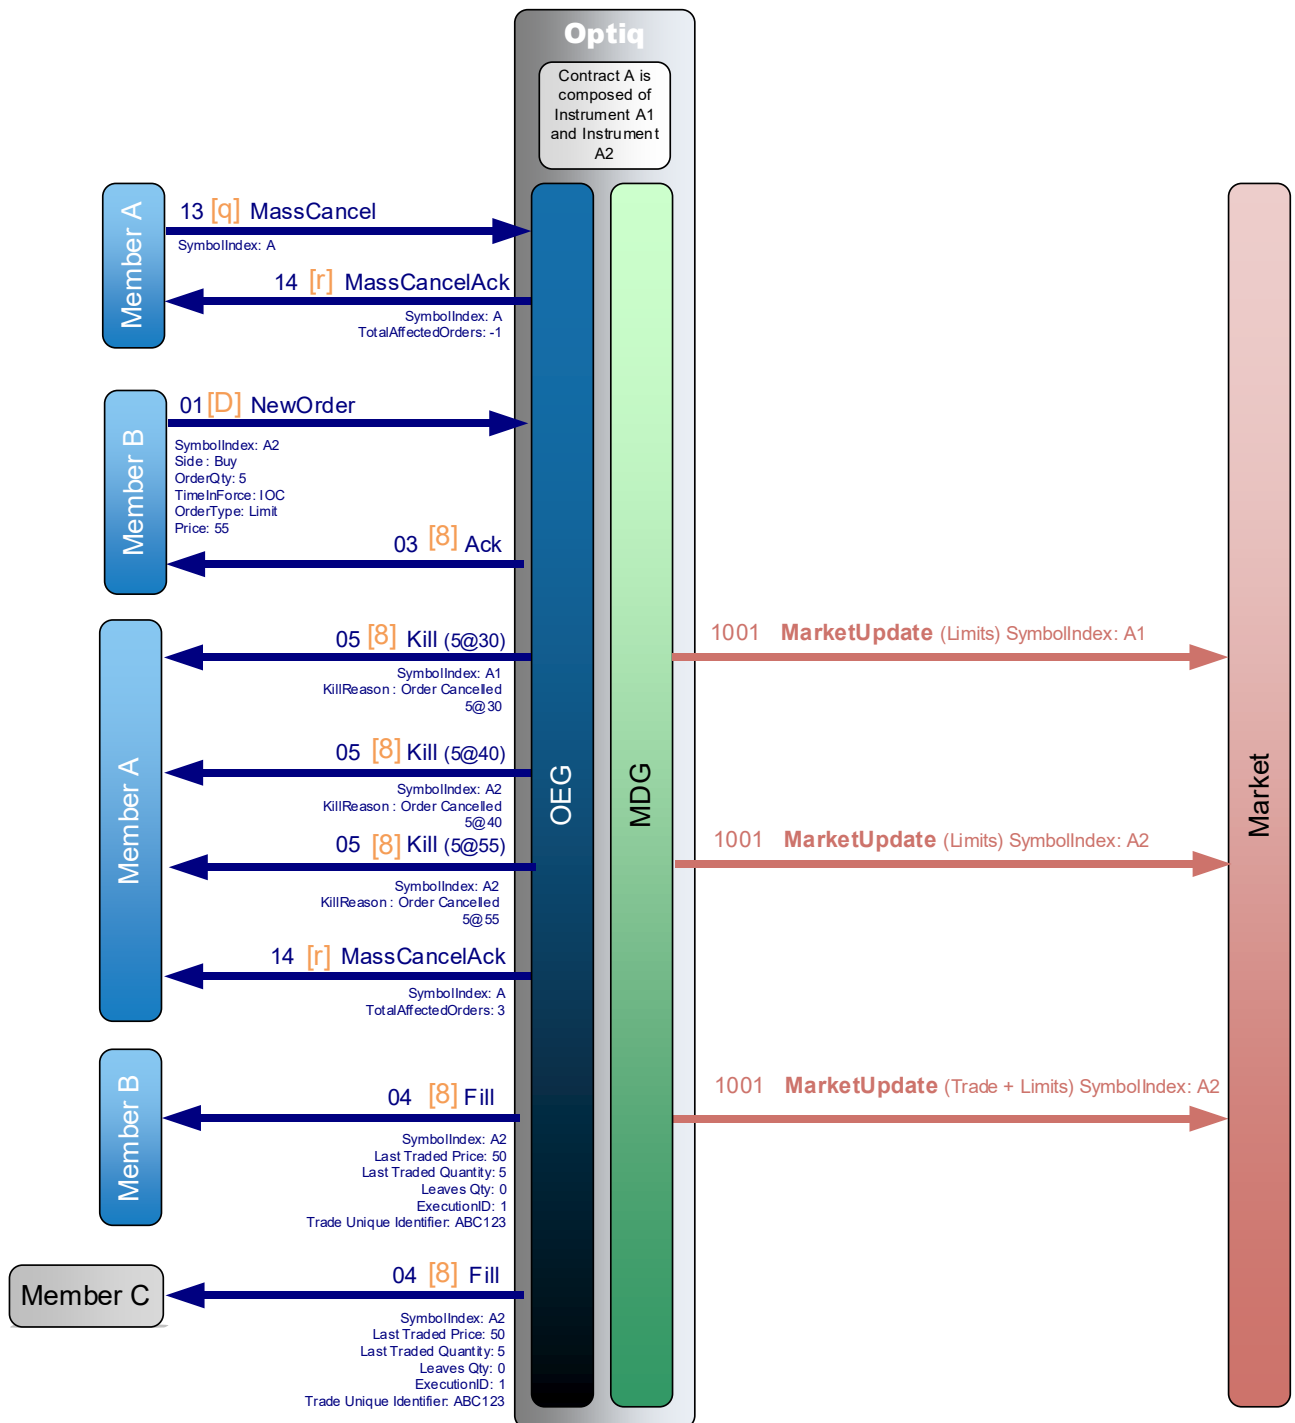 Optiq
Contract A is
composed of
Instrument A1
and Instrument
A2
Member A
13 [q] MassCancel
SymbolIndex: A
14 [r] MassCancelAck
SymbolIndex: A
TotalAffectedOrders: -1
Member B
01 [D] NewOrder
SymbolIndex: A2
Side : Buy
OrderQty: 5
TimeInForce: IOC
OrderType: Limit
Price: 55
03 [8] Ack
Member A
05 [8] Kill (5@30)
SymbolIndex: A1
KillReason : Order Cancelled
5@30
1001 MarketUpdate (Limits) SymbolIndex: A1
05 [8] Kill (5@40)
SymbolIndex: A2
KillReason : Order Cancelled
5@40
OEG
MDG
Market
05 [8] Kill (5@55)
SymbolIndex: A2
KillReason : Order Cancelled
5@55
1001 MarketUpdate (Limits) SymbolIndex: A2
14 [r] MassCancelAck
SymbolIndex: A
TotalAffectedOrders: 3
Member B
04 [8] Fill
SymbolIndex: A2
Last Traded Price: 50
Last Traded Quantity: 5
Leaves Qty: 0
ExecutionID: 1
Trade Unique Identifier: ABC123
1001 MarketUpdate (Trade + Limits) SymbolIndex: A2
Member C
04 [8] Fill
SymbolIndex: A2
Last Traded Price: 50
Last Traded Quantity: 5
Leaves Qty: 0
ExecutionID: 1
Trade Unique Identifier: ABC123